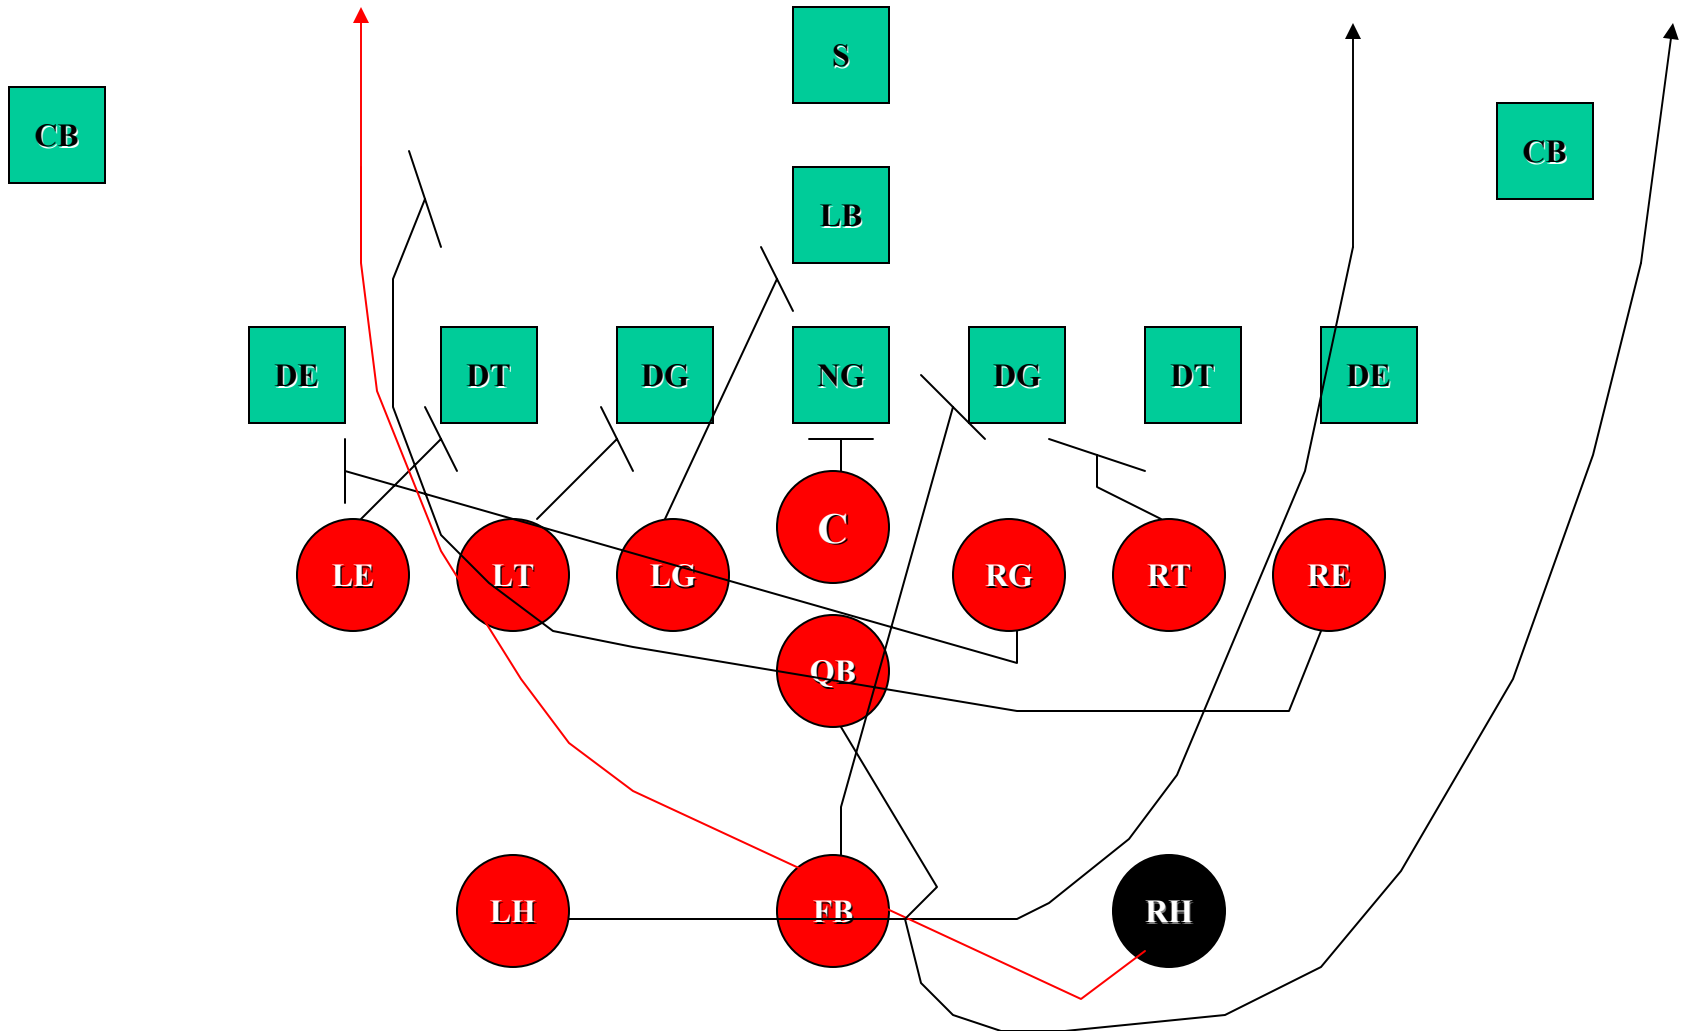 S
CB
CB
LB
DE
DT
DG
NG
DG
DT
DE
C
LE
LT
LG
RG
RT
RE
QB
LH
FB
RH